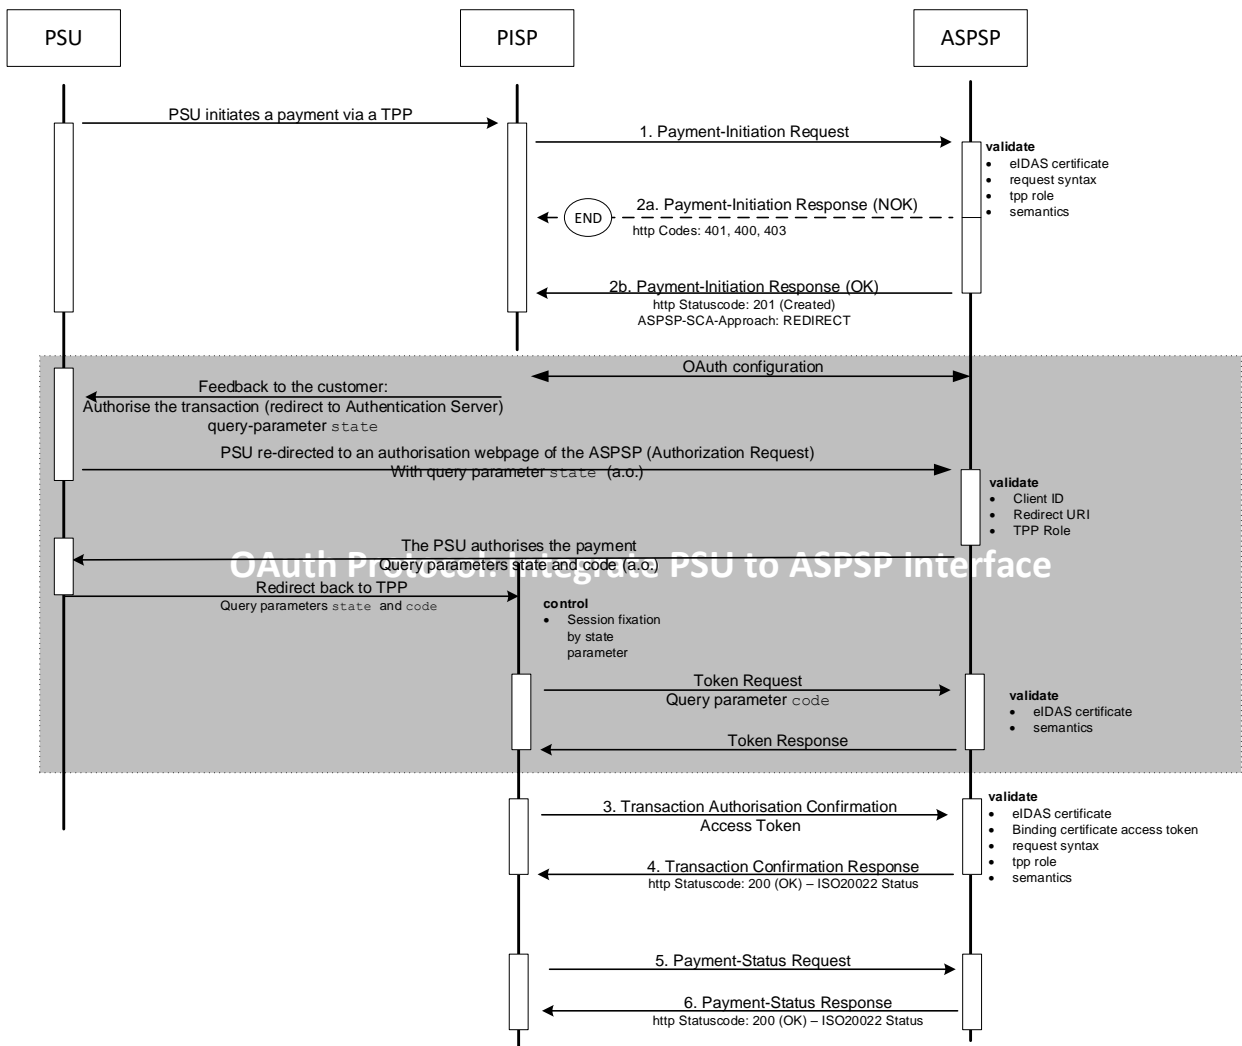 PSU
PISP
ASPSP
PSU initiates a payment via a TPP
1. Payment-Initiation Request
validate
• eIDAS certificate
• request syntax
• tpp role
• semantics
2a. Payment-Initiation Response (NOK)
END
http Codes: 401, 400, 403
2b. Payment-Initiation Response (OK)
http Statuscode: 201 (Created)
ASPSP-SCA-Approach: REDIRECT
OAuth configuration
Feedback to the customer:
Authorise the transaction (redirect to Authentication Server)
query-parameter state
PSU re-directed to an authorisation webpage of the ASPSP (Authorization Request)
With query parameter state (a.o.)
validate
• Client ID
• Redirect URI
• TPP Role
The PSU authorises the payment
OAuth Protocol: Integrate PSU to ASPSP Interface
Query parameters state and code (a.o.)
Redirect back to TPP
Query parameters state and code
control
• Session fixation
by state
parameter
Token Request
Query parameter code
validate
• eIDAS certificate
• semantics
Token Response
3. Transaction Authorisation Confirmation
Access Token
validate
• eIDAS certificate
• Binding certificate access token
• request syntax
• tpp role
• semantics
4. Transaction Confirmation Response
http Statuscode: 200 (OK) – ISO20022 Status
5. Payment-Status Request
6. Payment-Status Response
http Statuscode: 200 (OK) – ISO20022 Status